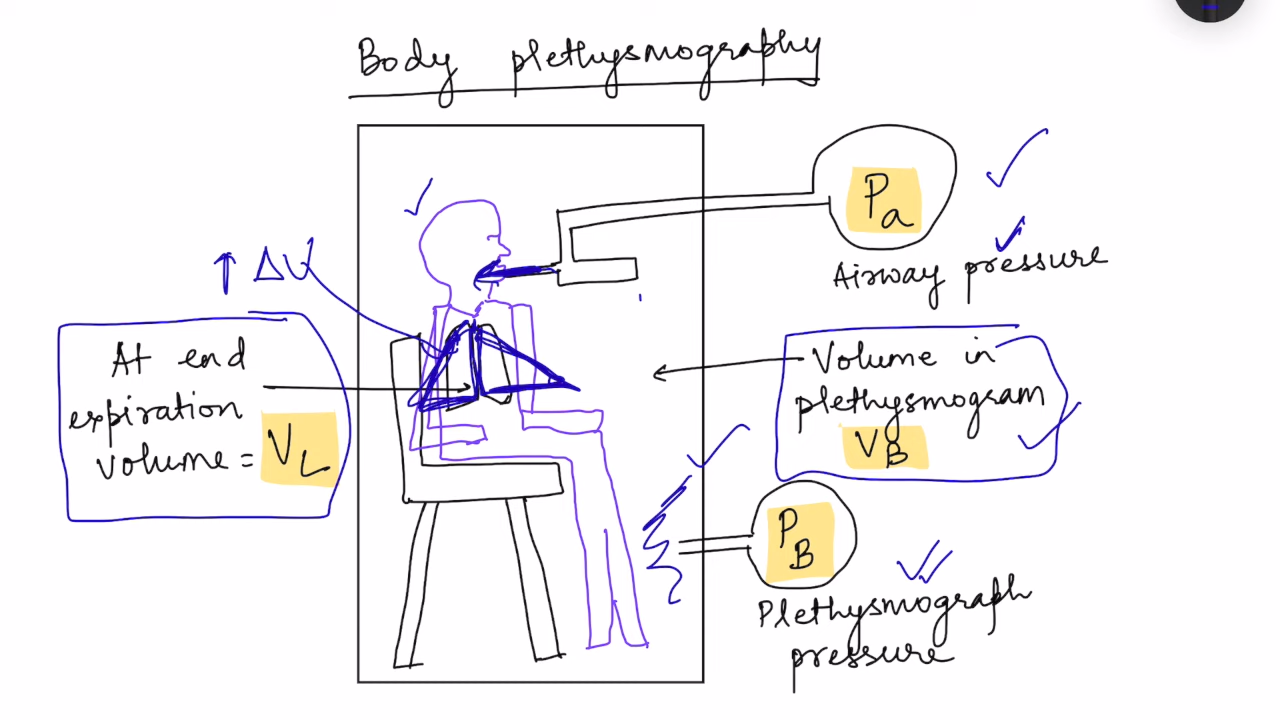 Body plethysmography
Pa
Airway pressure
↑ ΔV
At end
expiration
volume = VL
Volume in
plethysmogram
VB
PB
Plethysmograph
pressure